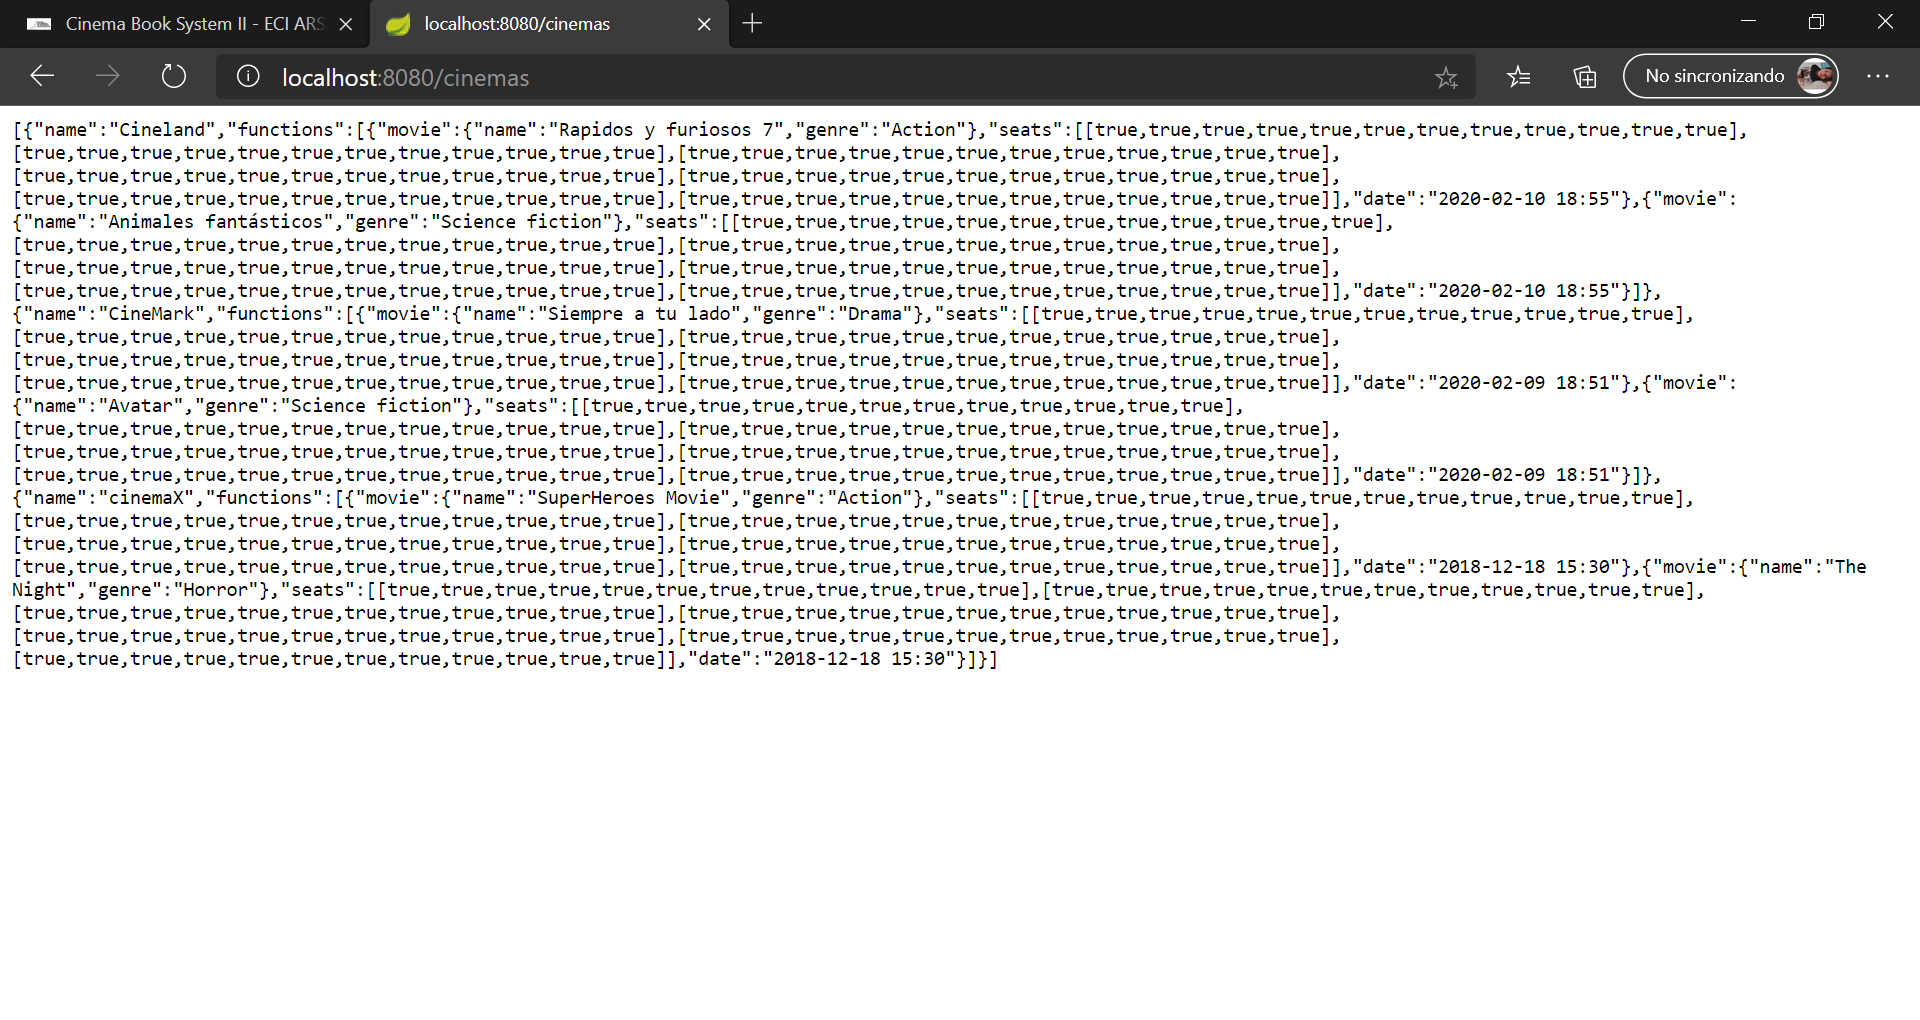 Cinema Book System II - ECI ARS
localhost:8080/cinemas
localhost:8080/cinemas
No sincronizando
[{"name":"Cineland","functions":[{"movie":{"name":"Rapidos y furiosos 7","genre":"Action"},"seats":[[true,true,true,true,true,true,true,true,true,true,true,true],
[true,true,true,true,true,true,true,true,true,true,true,true],[true,true,true,true,true,true,true,true,true,true,true,true],
[true,true,true,true,true,true,true,true,true,true,true,true],[true,true,true,true,true,true,true,true,true,true,true,true],
[true,true,true,true,true,true,true,true,true,true,true,true],[true,true,true,true,true,true,true,true,true,true,true,true]],"date":"2020-02-10 18:55"},{"movie":
{"name":"Animales fantásticos","genre":"Science fiction"},"seats":[[true,true,true,true,true,true,true,true,true,true,true,true],
[true,true,true,true,true,true,true,true,true,true,true,true],[true,true,true,true,true,true,true,true,true,true,true,true],
[true,true,true,true,true,true,true,true,true,true,true,true],[true,true,true,true,true,true,true,true,true,true,true,true],
[true,true,true,true,true,true,true,true,true,true,true,true],[true,true,true,true,true,true,true,true,true,true,true,true]],"date":"2020-02-10 18:55"}]},
{"name":"CineMark","functions":[{"movie":{"name":"Siempre a tu lado","genre":"Drama"},"seats":[[true,true,true,true,true,true,true,true,true,true,true,true],
[true,true,true,true,true,true,true,true,true,true,true,true],[true,true,true,true,true,true,true,true,true,true,true,true],
[true,true,true,true,true,true,true,true,true,true,true,true],[true,true,true,true,true,true,true,true,true,true,true,true],
[true,true,true,true,true,true,true,true,true,true,true,true],[true,true,true,true,true,true,true,true,true,true,true,true]],"date":"2020-02-09 18:51"},{"movie":
{"name":"Avatar","genre":"Science fiction"},"seats":[[true,true,true,true,true,true,true,true,true,true,true,true],
[true,true,true,true,true,true,true,true,true,true,true,true],[true,true,true,true,true,true,true,true,true,true,true,true],
[true,true,true,true,true,true,true,true,true,true,true,true],[true,true,true,true,true,true,true,true,true,true,true,true],
[true,true,true,true,true,true,true,true,true,true,true,true],[true,true,true,true,true,true,true,true,true,true,true,true]],"date":"2020-02-09 18:51"}]},
{"name":"cinemaX","functions":[{"movie":{"name":"SuperHeroes Movie","genre":"Action"},"seats":[[true,true,true,true,true,true,true,true,true,true,true,true],
[true,true,true,true,true,true,true,true,true,true,true,true],[true,true,true,true,true,true,true,true,true,true,true,true],
[true,true,true,true,true,true,true,true,true,true,true,true],[true,true,true,true,true,true,true,true,true,true,true,true],
[true,true,true,true,true,true,true,true,true,true,true,true],[true,true,true,true,true,true,true,true,true,true,true,true]],"date":"2018-12-18 15:30"},{"movie":{"name":"The
Night","genre":"Horror"},"seats":[[true,true,true,true,true,true,true,true,true,true,true,true],[true,true,true,true,true,true,true,true,true,true,true,true],
[true,true,true,true,true,true,true,true,true,true,true,true],[true,true,true,true,true,true,true,true,true,true,true,true],
[true,true,true,true,true,true,true,true,true,true,true,true],[true,true,true,true,true,true,true,true,true,true,true,true],
[true,true,true,true,true,true,true,true,true,true,true,true]],"date":"2018-12-18 15:30"}]}]